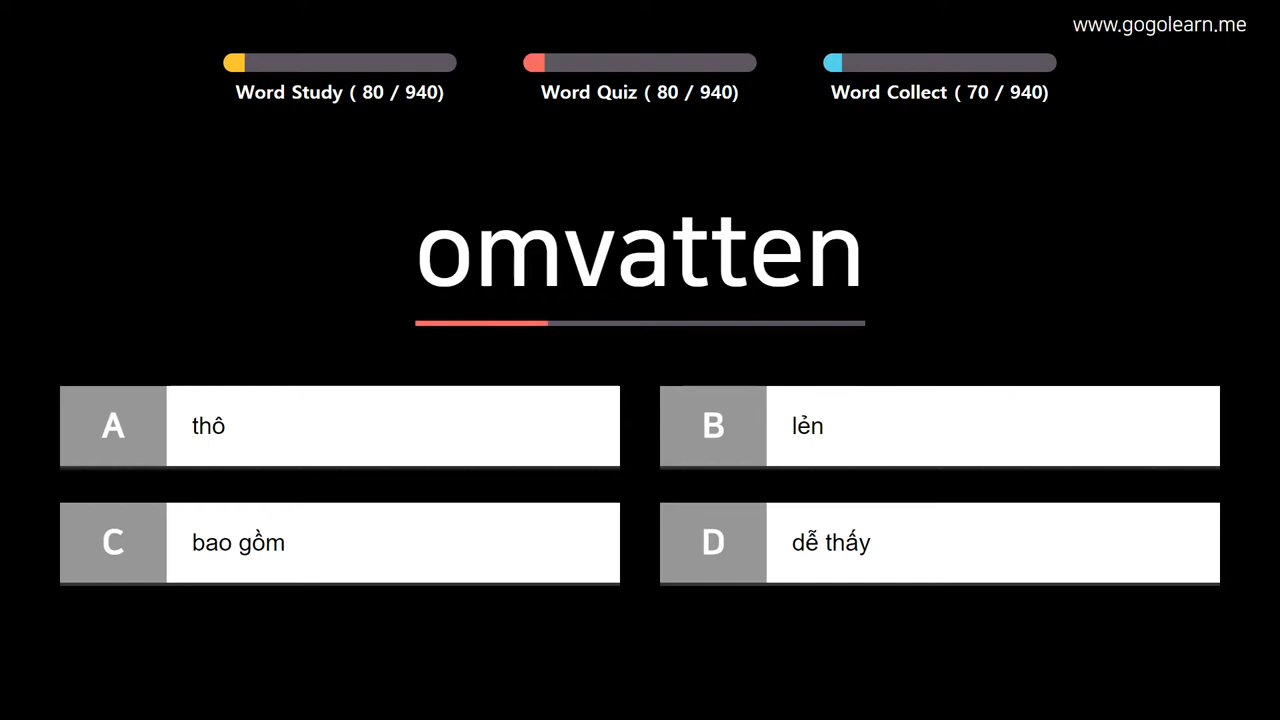 www.gogolearn.me
Word Study ( 80 / 940)
Word Quiz ( 80 / 940)
Word Collect ( 70 / 940)
omvatten
A thô
B lẻn
C bao gồm
D dễ thấy